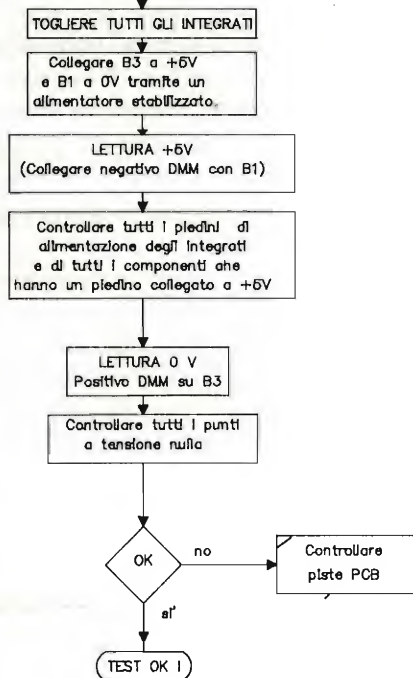 TOGLIERE TUTTI GLI INTEGRATI
Collegare B3 a +5V
e B1 a 0V tramite un
alimentatore stabilizzato.
LETTURA +5V
(Collegare negativo DMM con B1)
Controllare tutti i piedini di
alimentazione degli integrati
e di tutti i componenti che
hanno un piedino collegato a +5V
LETTURA 0 V
Positivo DMM su B3
Controllare tutti i punti
a tensione nulla
OK
no
Controllare
piste PCB
si'
TEST OK !